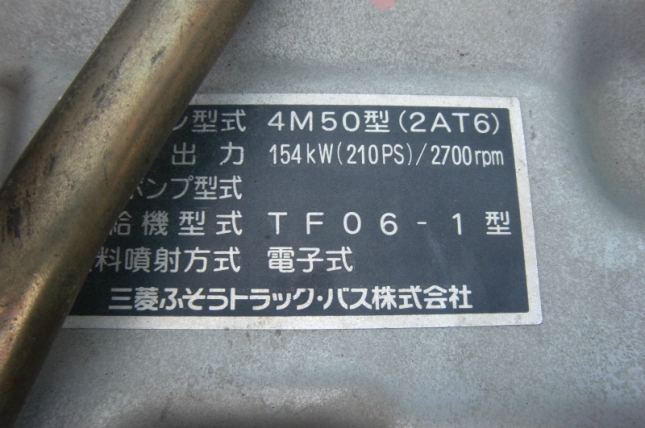 ン型式 4M50型(2AT6)
出力 154kW(210PS)/2700rpm
ポンプ型式
給機型式 TF06-1型
料噴射方式 電子式
三菱ふそうトラック・バス株式会社